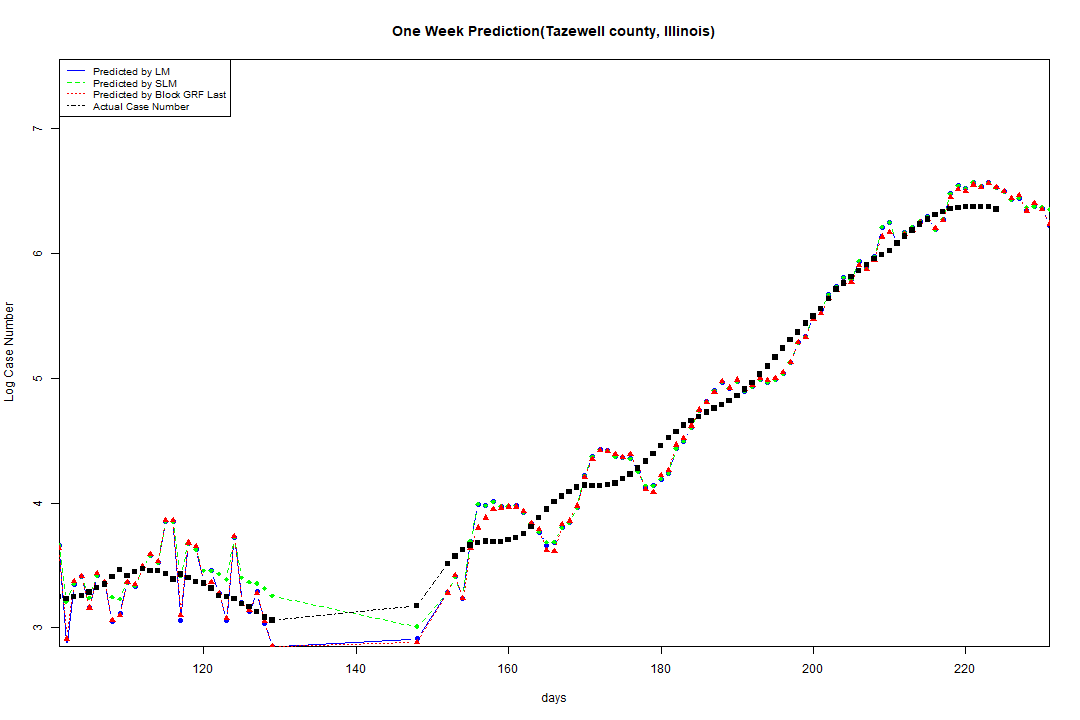 One Week Prediction(Tazewell county, Illinois)
Predicted by LM
Predicted by SLM
Predicted by Block GRF Last
Actual Case Number
7
6
5
4
3
Log Case Number
120 140 160 180 200 220
days